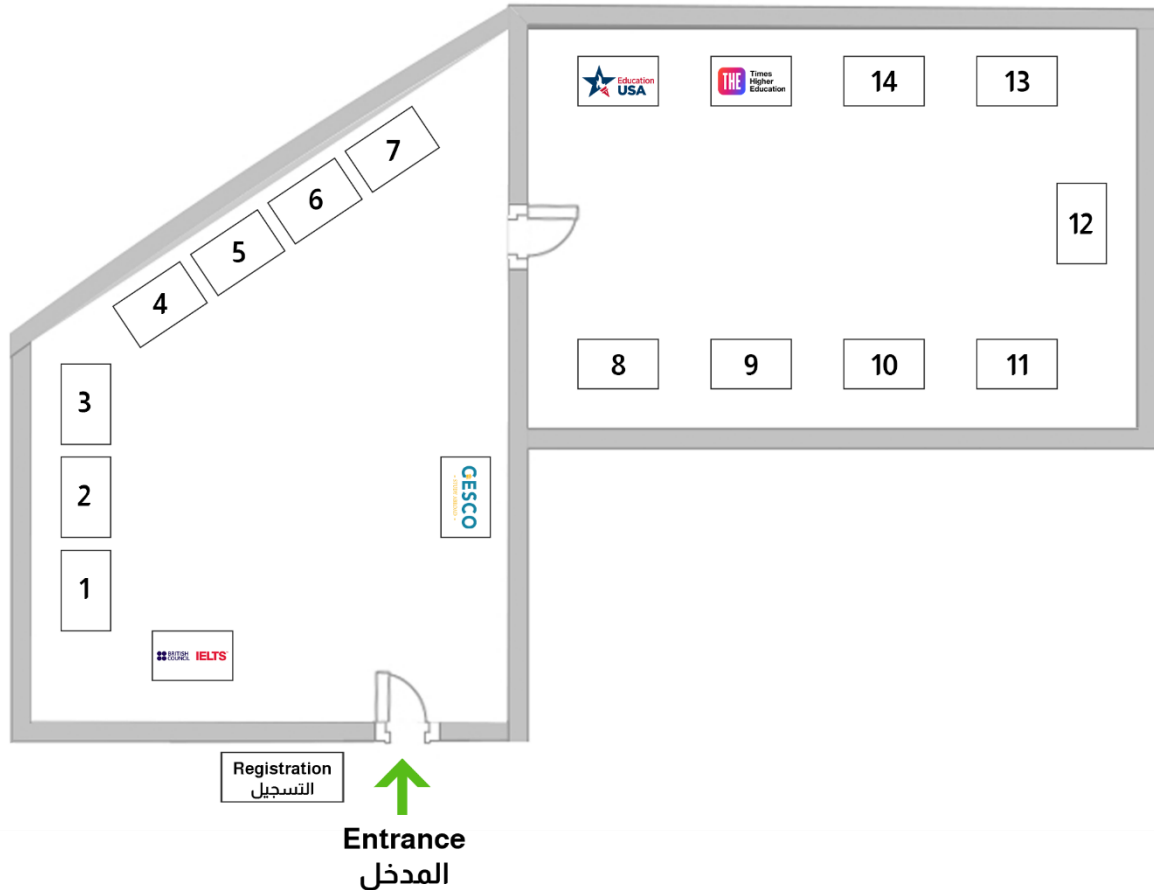 Education
USA
THE
Times
Higher
Education
14
13
7
6
12
5
4
8
9
10
11
3
GESCO
2
1
BRITISH
COUNCIL
IELTS
Registration
التسجيل
Entrance
المدخل